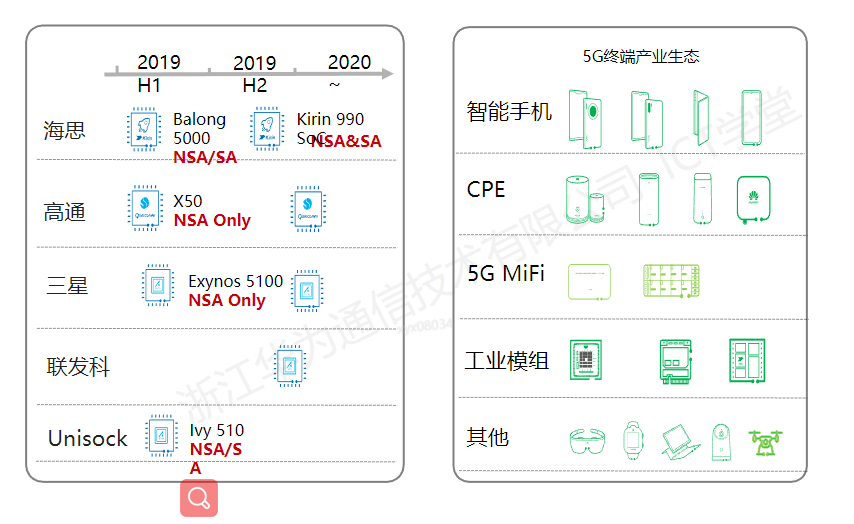 2019
H1
2019
H2
2020
~
海思
Balong
5000
NSA/SA
Kirin 990
SoC
NSA&SA
高通
X50
NSA Only
三星
Exynos 5100
NSA Only
联发科
Unisock
Ivy 510
NSA/S
A
5G终端产业生态
智能手机
CPE
5G MiFi
工业模组
其他
浙江华为通信技术有限公司 ICT学堂